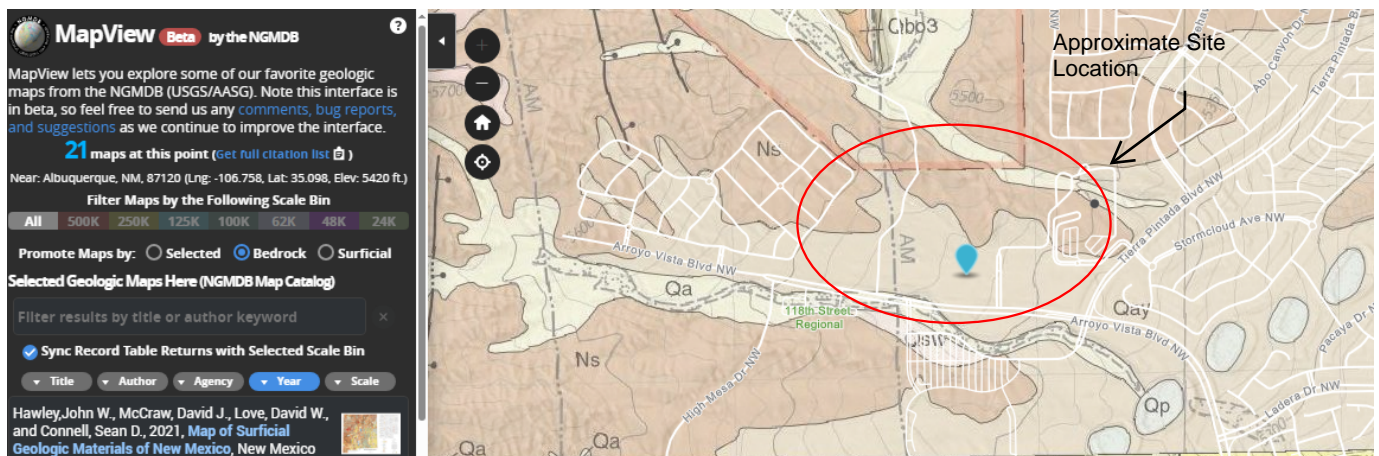 MapView Beta by the NGMDB
?
MapView lets you explore some of our favorite geologic
maps from the NGMDB (USGS/AASG). Note this interface is
in beta, so feel free to send us any comments, bug reports,
and suggestions as we continue to improve the interface.
21 maps at this point (Get full citation list)
Near: Albuquerque, NM, 87120 (Lng: -106.758, Lat: 35.098, Elev: 5420 ft.)
Filter Maps by the Following Scale Bin
All 500K 250K 125K 100K 62K 48K 24K
Promote Maps by: Selected Bedrock Surficial
Selected Geologic Maps Here (NGMDB Map Catalog)
Filter results by title or author keyword ×
Sync Record Table Returns with Selected Scale Bin
Title Author Agency Year Scale
Hawley,John W., McCraw, David J., Love, David W.,
and Connell, Sean D., 2021, Map of Surficial
Geologic Materials of New Mexico, New Mexico
Approximate Site
Location
Qbo3
Abo Canyon Dr NW
Tierra Pintada
5700
AM
5500
Ns
Tierra Pintada Blvd NW
Stormcloud Ave NW
AM
Arroyo Vista Blvd NW
Qa
118th Street
Regional
Qay
Arroyo Vista Blvd NW
Pacaya Dr NW
Ns
High Mesa Dr NW
Qp
Ladera Dr NW
Qa
Qa